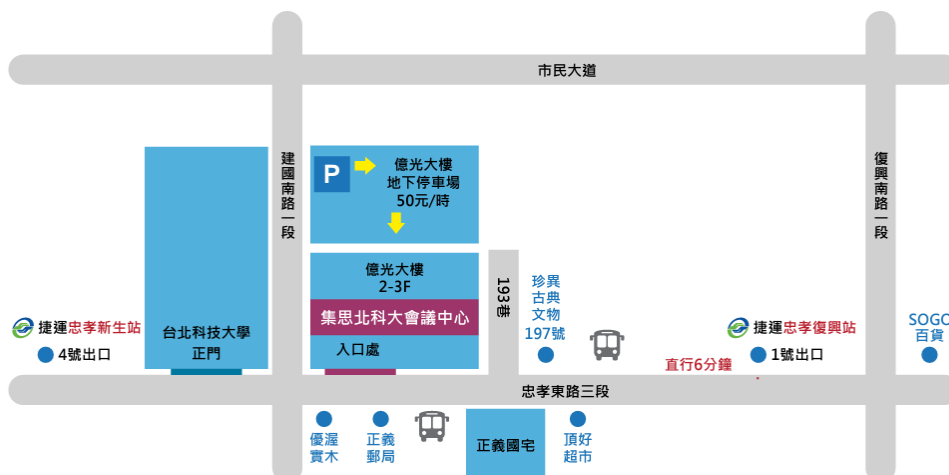 市民大道
建國南路一段
復興南路一段
P
億光大樓
地下停車場
50元/時
億光大樓
2-3F
集思北科大會議中心
入口處
193巷
珍異
古典
文物
197號
捷運忠孝新生站
4號出口
台北科技大學
正門
捷運忠孝復興站
1號出口
直行6分鐘
SOGO
百貨
忠孝東路三段
優渥
實木
正義
郵局
正義國宅
頂好
超市